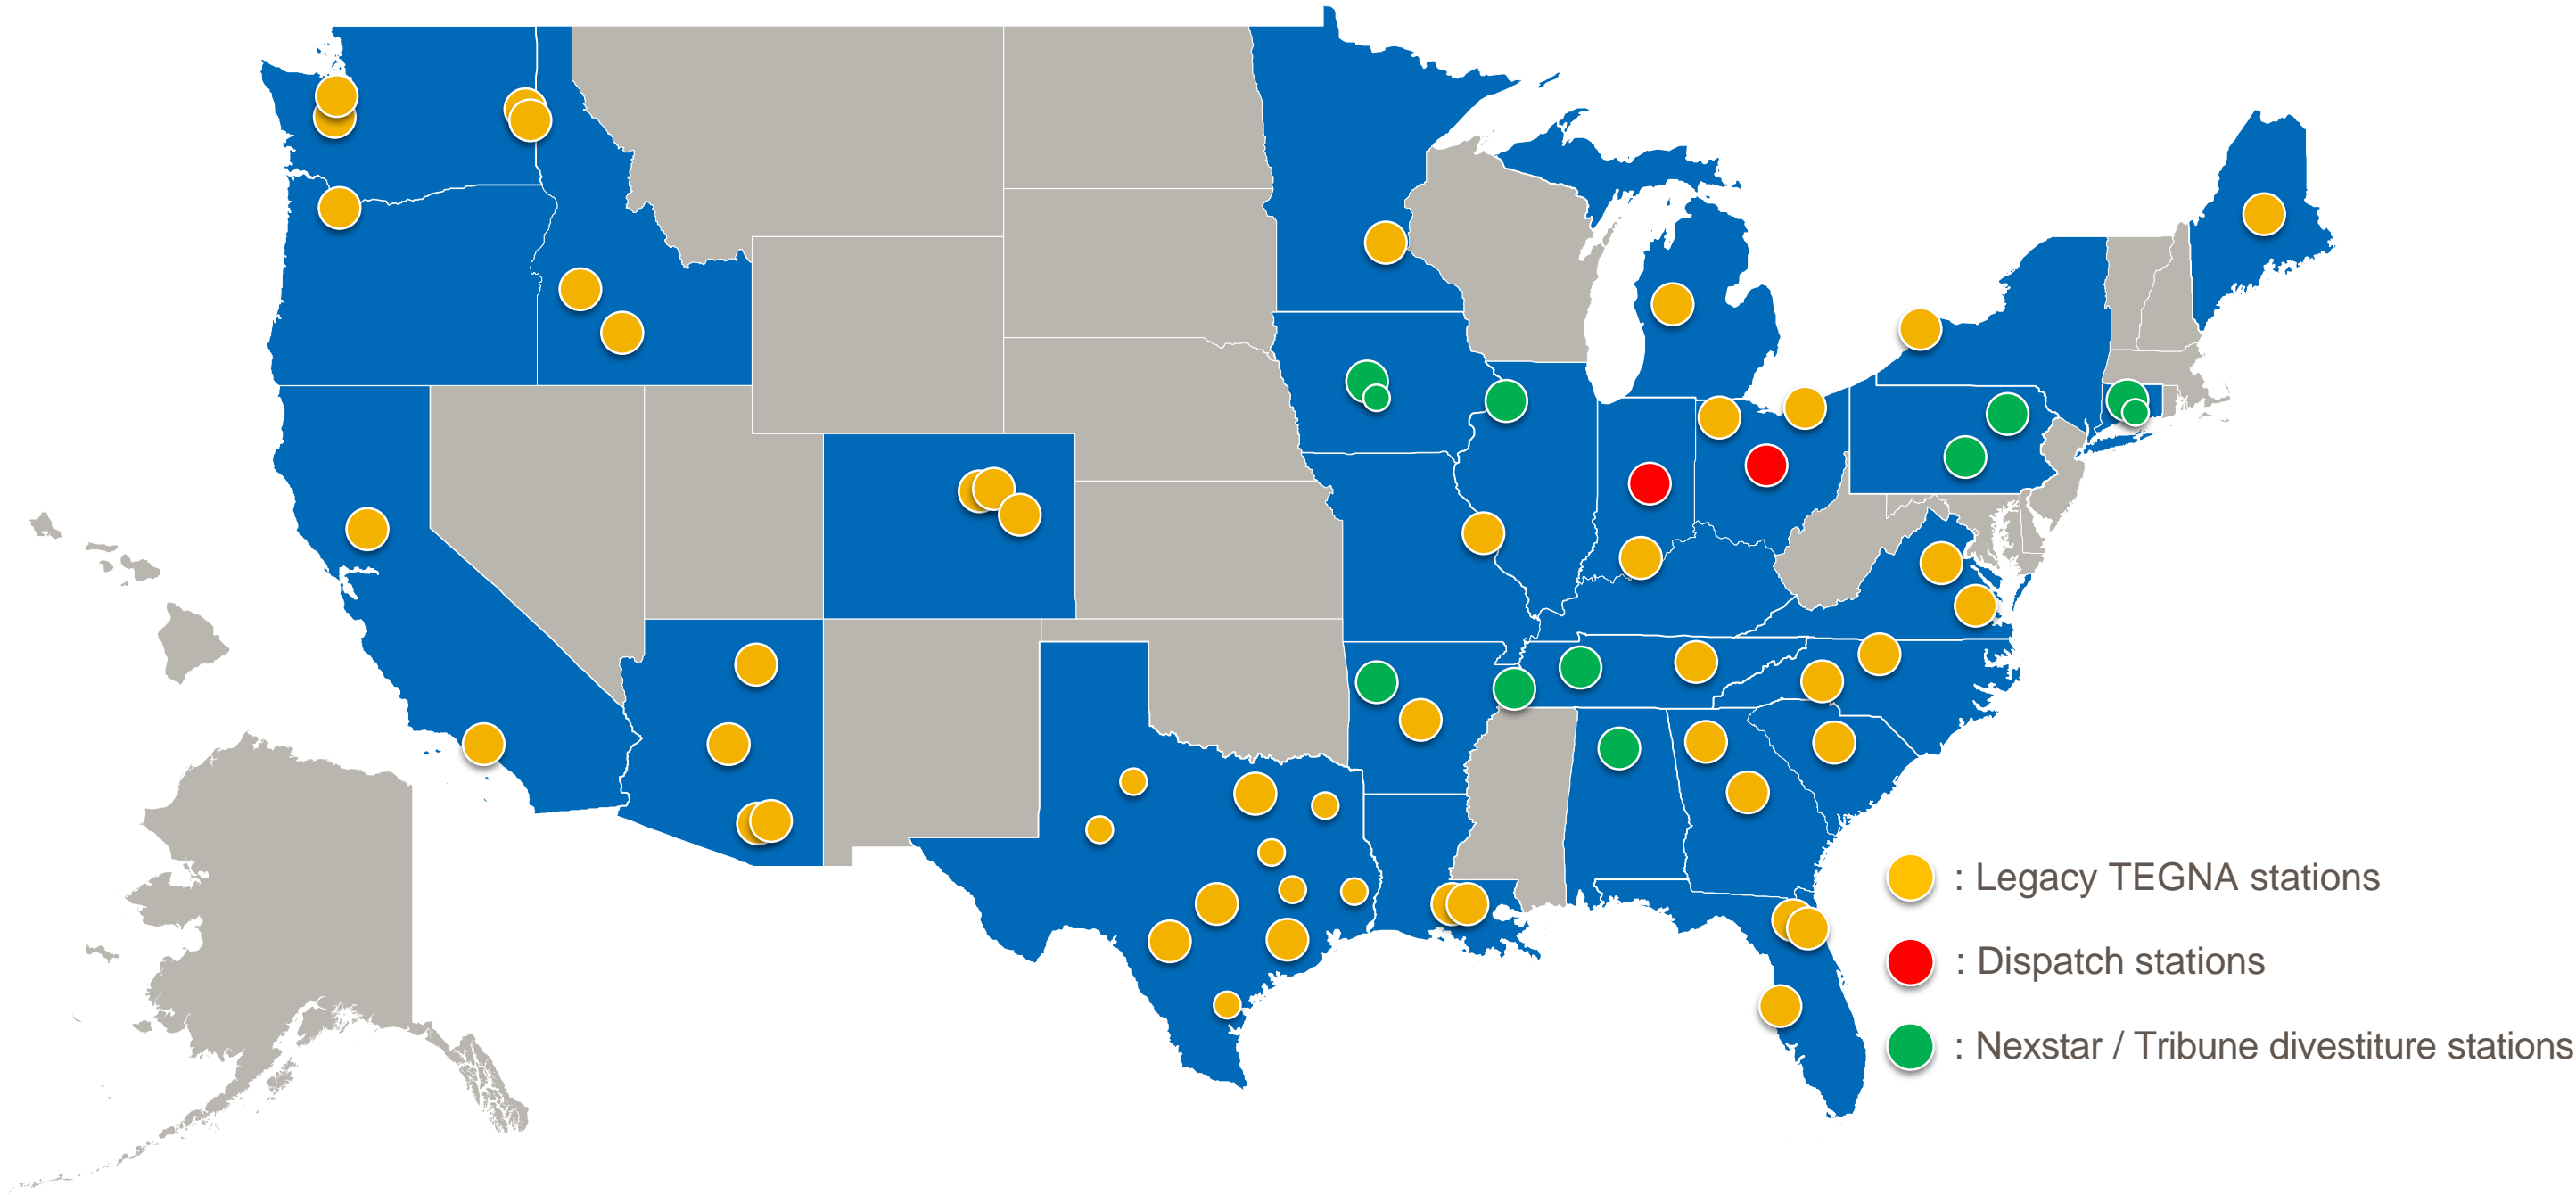 : Legacy TEGNA stations
: Dispatch stations
: Nexstar / Tribune divestiture stations